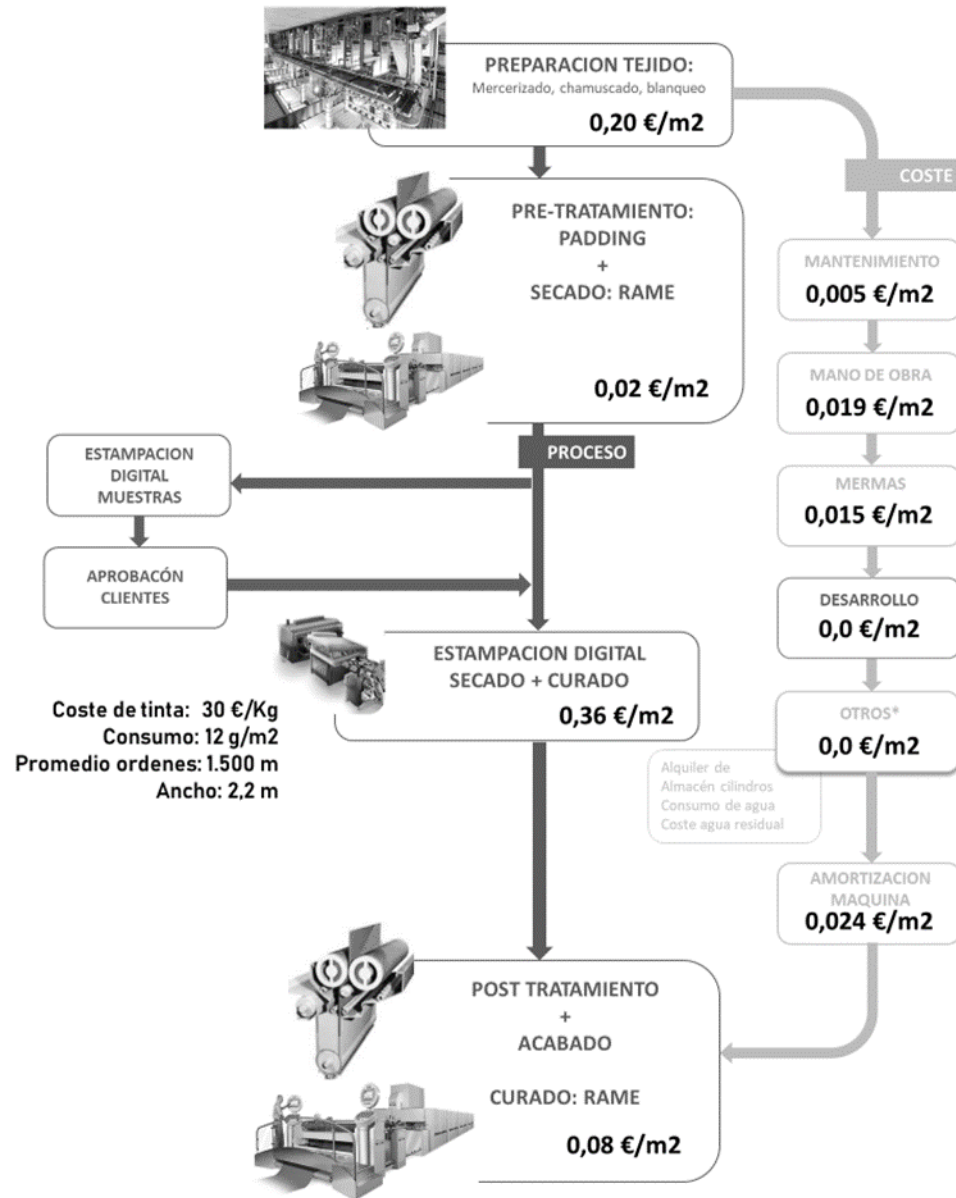 PREPARACION TEJIDO:
Mercerizado, chamuscado, blanqueo
0,20 €/m2
COSTE
PRE-TRATAMIENTO:
PADDING
+
SECADO: RAME
0,02 €/m2
MANTENIMIENTO
0,005 €/m2
MANO DE OBRA
0,019 €/m2
PROCESO
ESTAMPACION
DIGITAL
MUESTRAS
MERMAS
0,015 €/m2
APROBACÓN
CLIENTES
DESARROLLO
0,0 €/m2
ESTAMPACION DIGITAL
SECADO + CURADO
0,36 €/m2
Coste de tinta: 30 €/Kg
Consumo: 12 g/m2
Promedio ordenes: 1.500 m
Ancho: 2,2 m
OTROS*
0,0 €/m2
Alquiler de
Almacén cilindros
Consumo de agua
Coste agua residual
AMORTIZACION
MAQUINA
0,024 €/m2
POST TRATAMIENTO
+
ACABADO
CURADO: RAME
0,08 €/m2